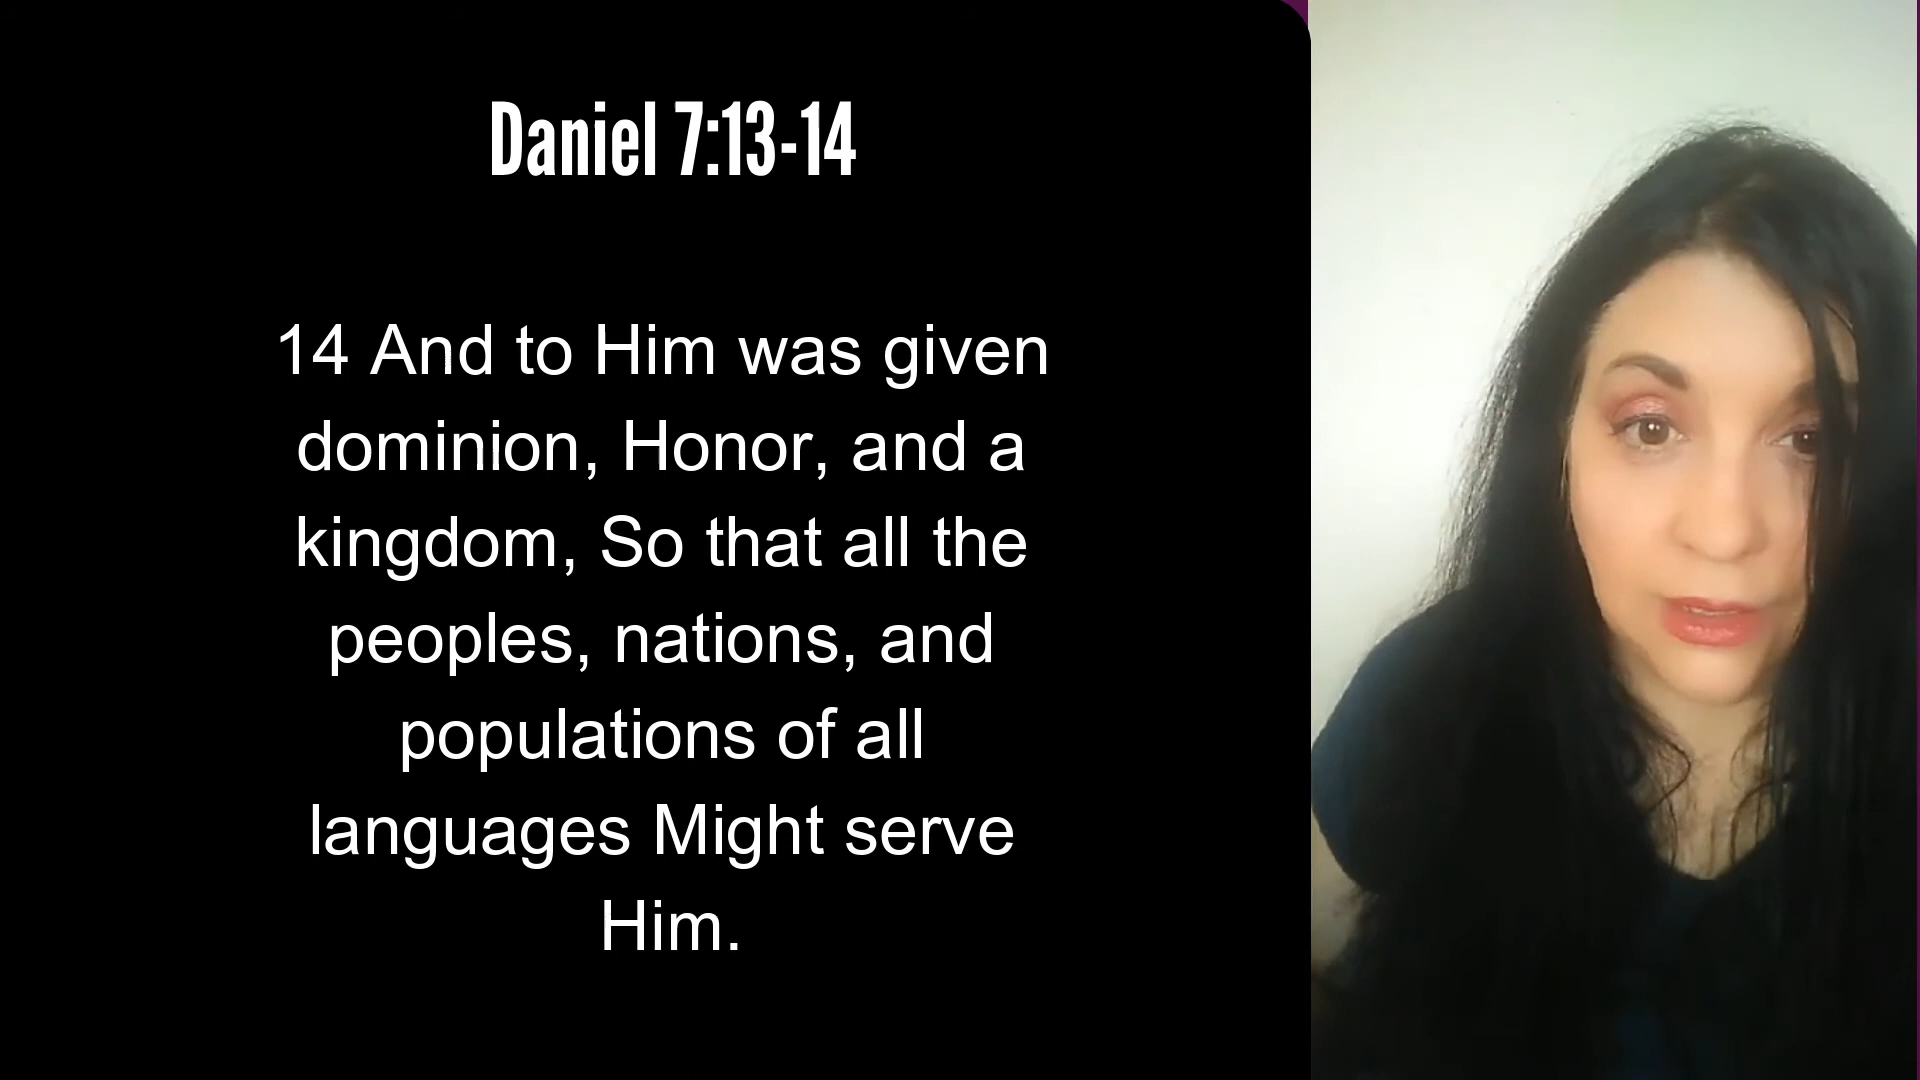 Daniel 7:13-14
14 And to Him was given
dominion, Honor, and a
kingdom, So that all the
peoples, nations, and
populations of all
languages Might serve
Him.